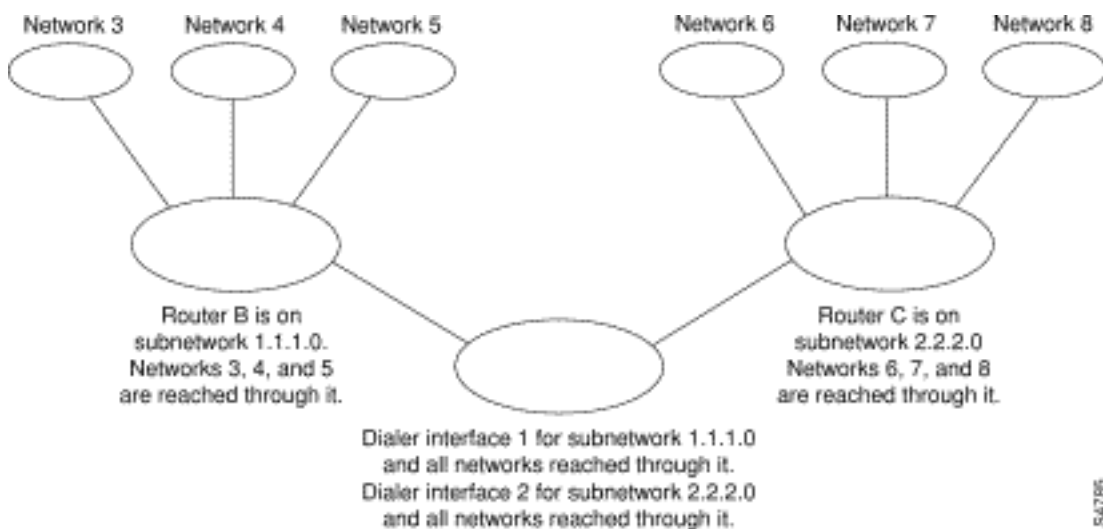 Network 3
Network 4
Network 5
Network 6
Network 7
Network 8
Router B is on
subnetwork 1.1.1.0.
Networks 3, 4, and 5
are reached through it.
Router C is on
subnetwork 2.2.2.0
Networks 6, 7, and 8
are reached through it.
Dialer interface 1 for subnetwork 1.1.1.0
and all networks reached through it.
Dialer interface 2 for subnetwork 2.2.2.0
and all networks reached through it.